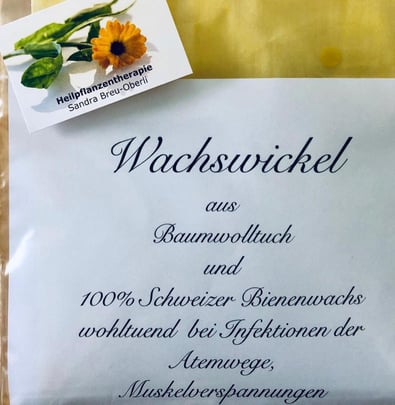 Heilpflanzentherapie
Sandra Breu-Oberli
Wachswickel
aus
Baumwolltuch
und
100% Schweizer Bienenwachs
wohltuend bei Infektionen der
Atemwege,
Muskelverspannungen